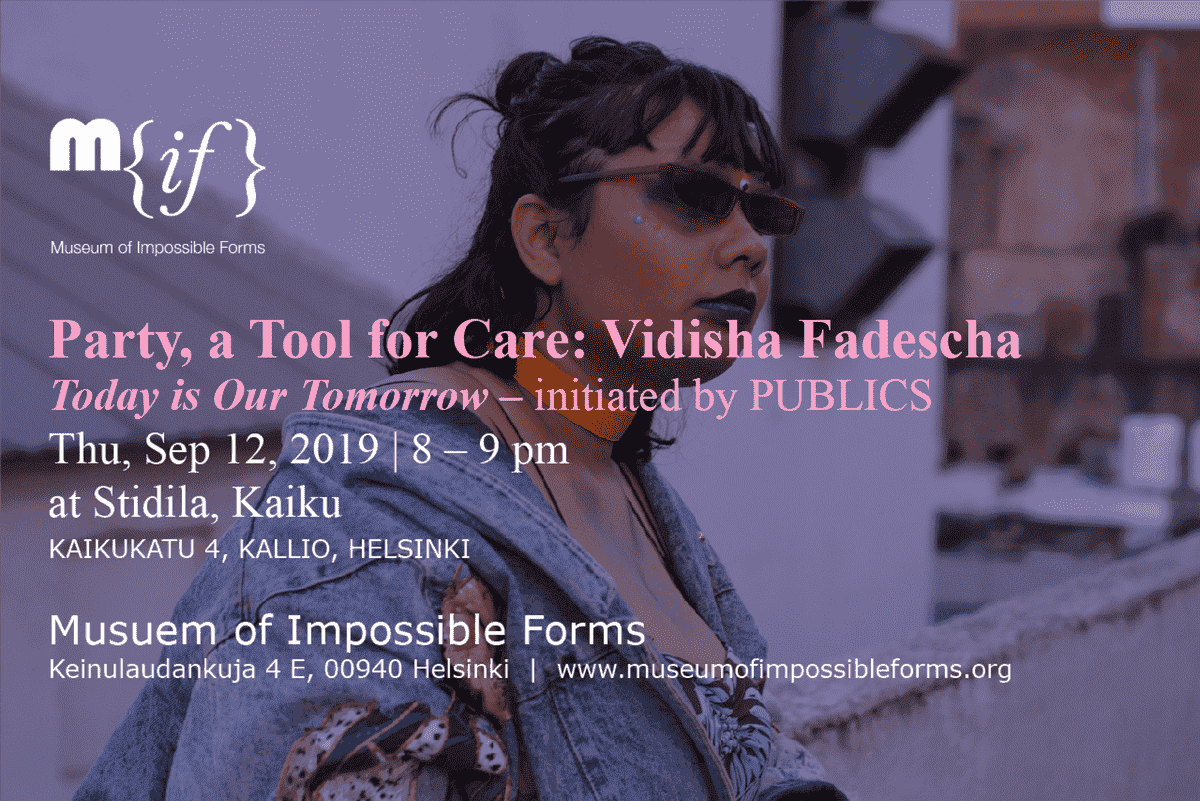 m{if}
Museum of Impossible Forms
Party, a Tool for Care: Vidisha Fadescha
Today is Our Tomorrow – initiated by PUBLICS
Thu, Sep 12, 2019 | 8 – 9 pm
at Stidila, Kaiku
KAIKUKATU 4, KALLIO, HELSINKI
Musuem of Impossible Forms
Keinulaudankuja 4 E, 00940 Helsinki | www.museumofimpossibleforms.org